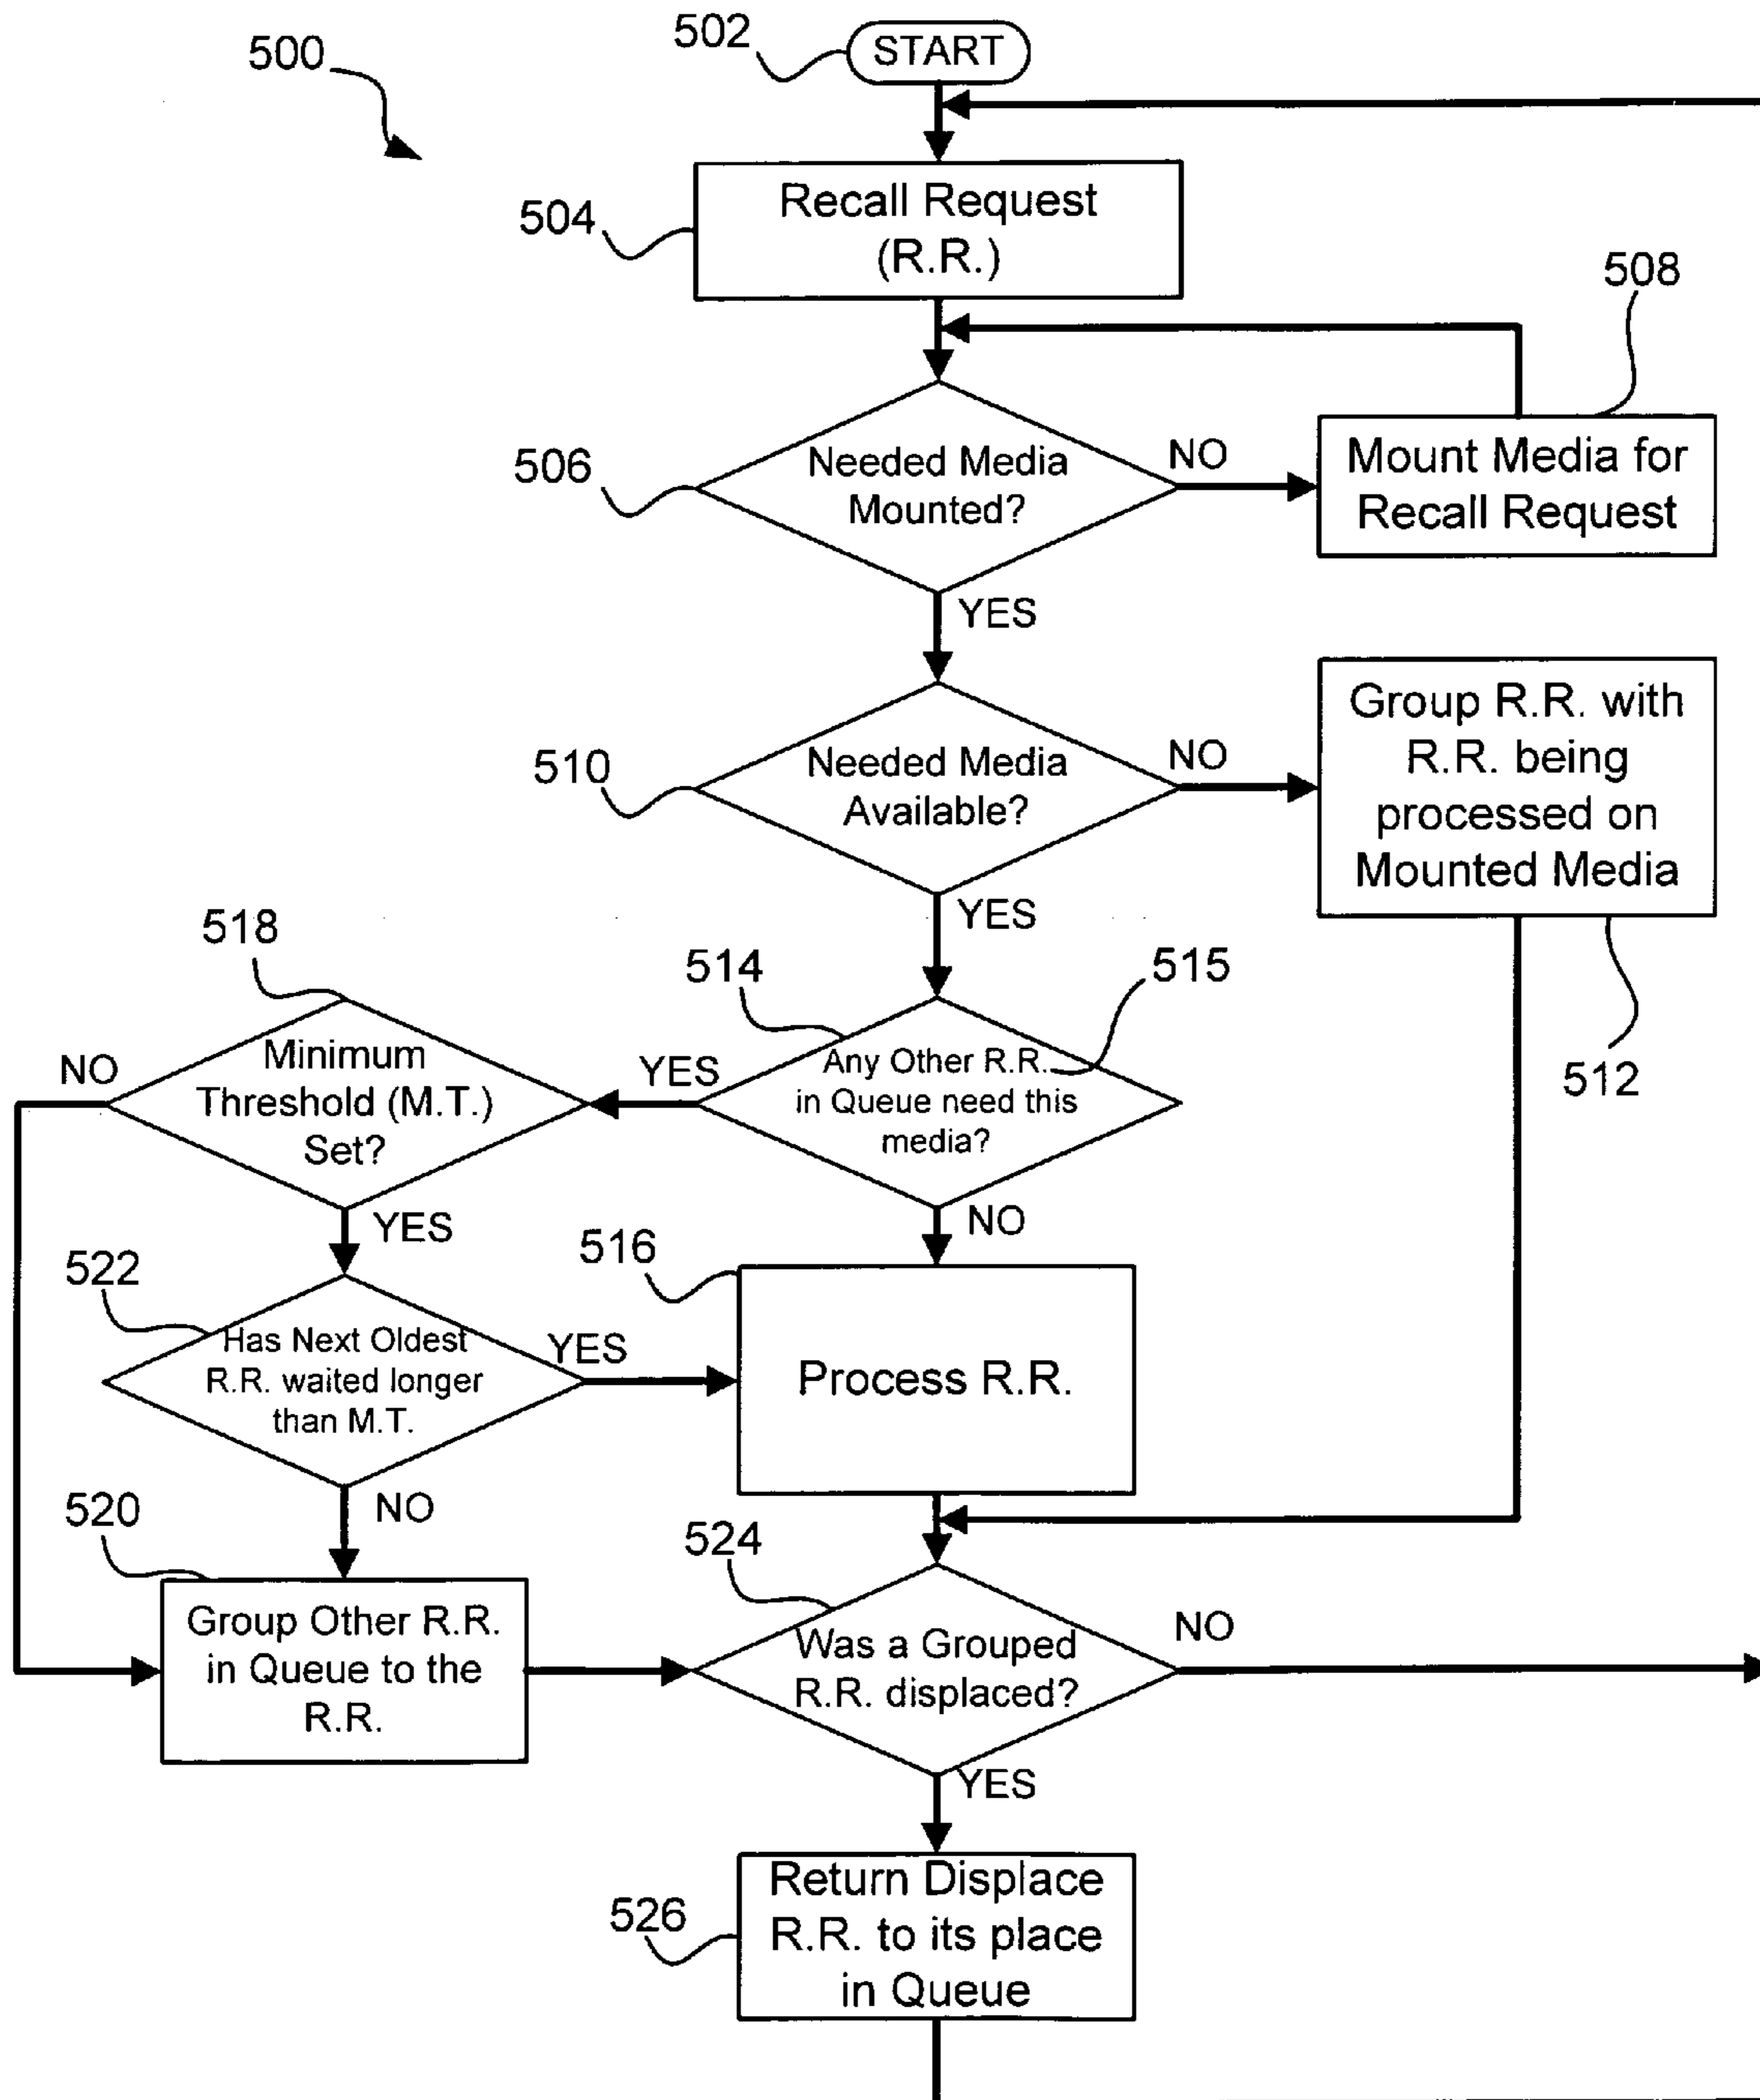 500
502
START
504
Recall Request
(R.R.)
508
506
Needed Media
Mounted?
NO
Mount Media for
Recall Request
YES
510
Needed Media
Available?
NO
Group R.R. with
R.R. being
processed on
Mounted Media
512
YES
518
514
515
NO
Minimum
Threshold (M.T.)
Set?
YES
Any Other R.R.
in Queue need this
media?
YES
NO
522
516
Has Next Oldest
R.R. waited longer
than M.T.
YES
Process R.R.
NO
520
524
Group Other R.R.
in Queue to the
R.R.
Was a Grouped
R.R. displaced?
NO
YES
526
Return Displace
R.R. to its place
in Queue